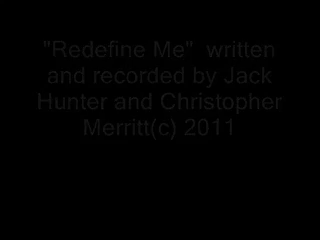 "Redefine Me"  written
and recorded by Jack
Hunter and Christopher
Merritt(c) 2011